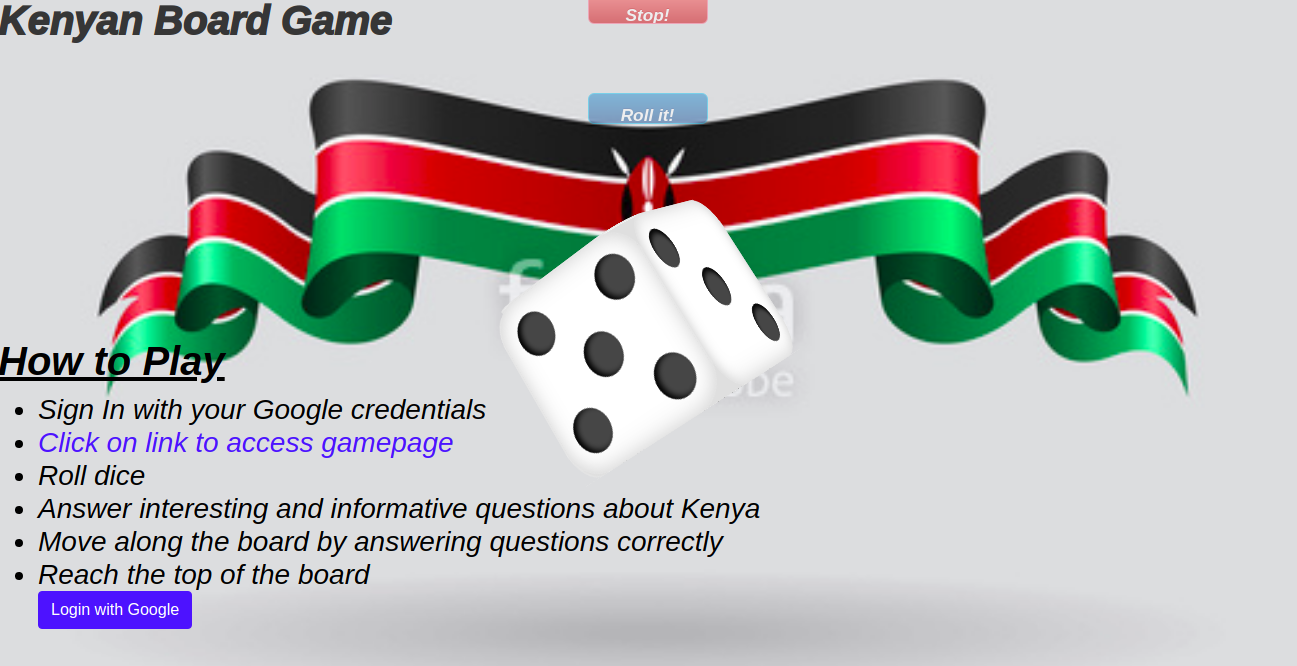 Kenyan Board Game
Stop!
Roll it!
How to Play
Sign In with your Google credentials
Click on link to access gamepage
Roll dice
Answer interesting and informative questions about Kenya
Move along the board by answering questions correctly
Reach the top of the board
Login with Google